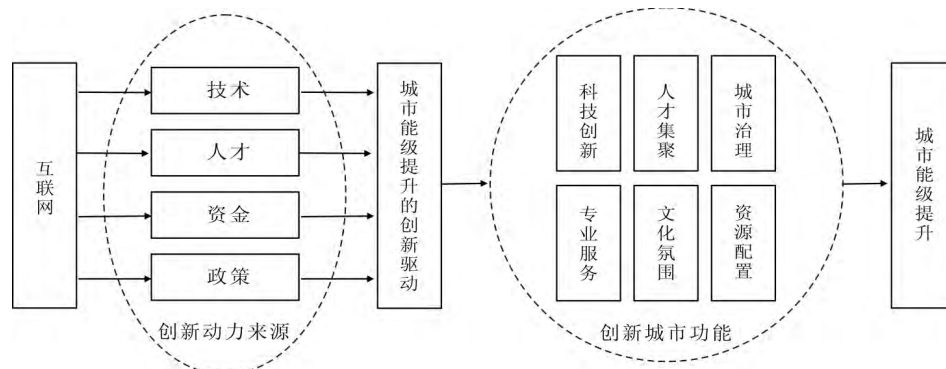 互联网
技术
人才
资金
政策
创新动力来源
城市能级提升的创新驱动
科技创新
人才集聚
城市治理
专业服务
文化氛围
资源配置
创新城市功能
城市能级提升